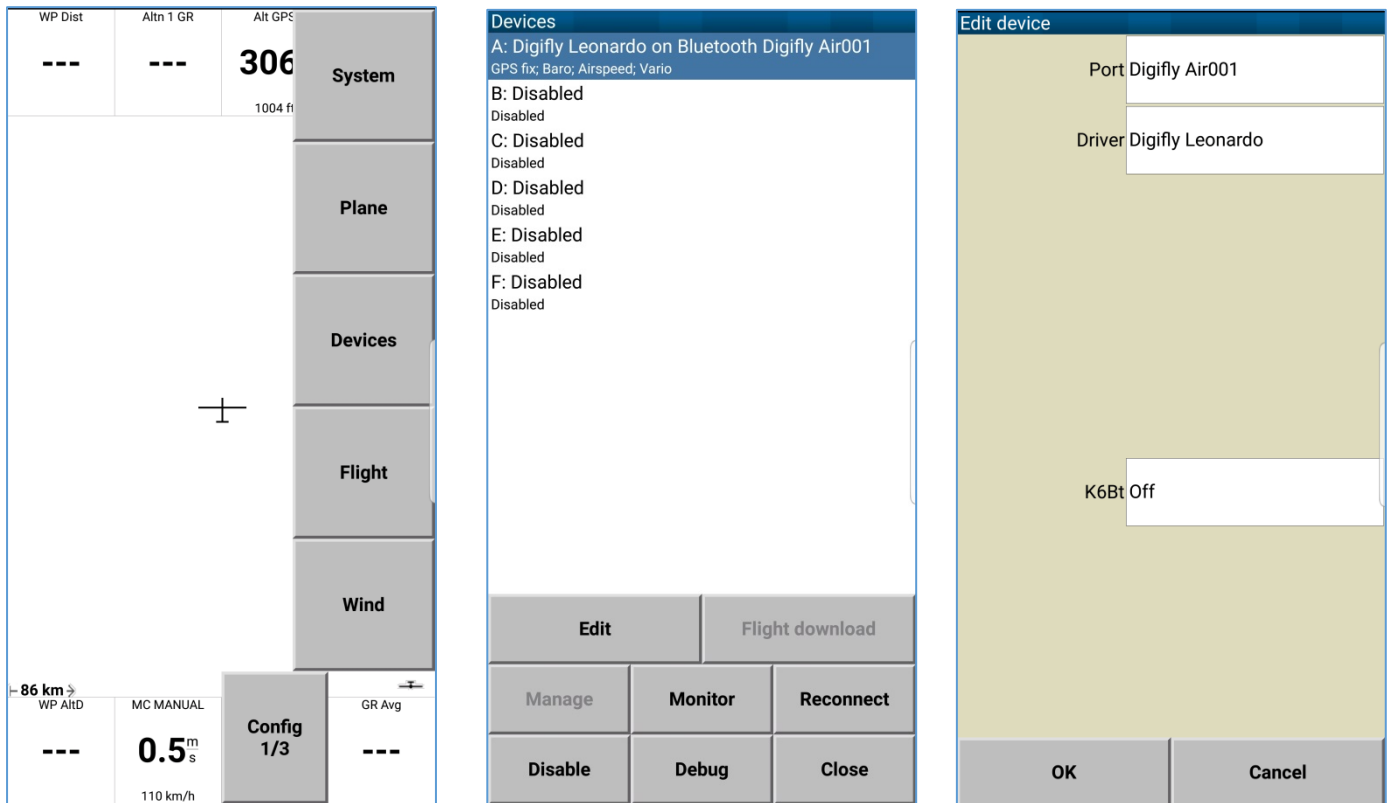 WP Dist
Altn 1 GR
Alt GPS
---
---
306
1004 ft
System
Plane
Devices
Flight
Wind
86 km
WP AltD
MC MANUAL
GR Avg
---
0.5 m/s
---
110 km/h
Config
1/3
Devices
A: Digifly Leonardo on Bluetooth Digifly Air001
GPS fix; Baro; Airspeed; Vario
B: Disabled
Disabled
C: Disabled
Disabled
D: Disabled
Disabled
E: Disabled
Disabled
F: Disabled
Disabled
Edit
Flight download
Manage
Monitor
Reconnect
Disable
Debug
Close
Edit device
Port Digifly Air001
Driver Digifly Leonardo
K6Bt Off
OK
Cancel